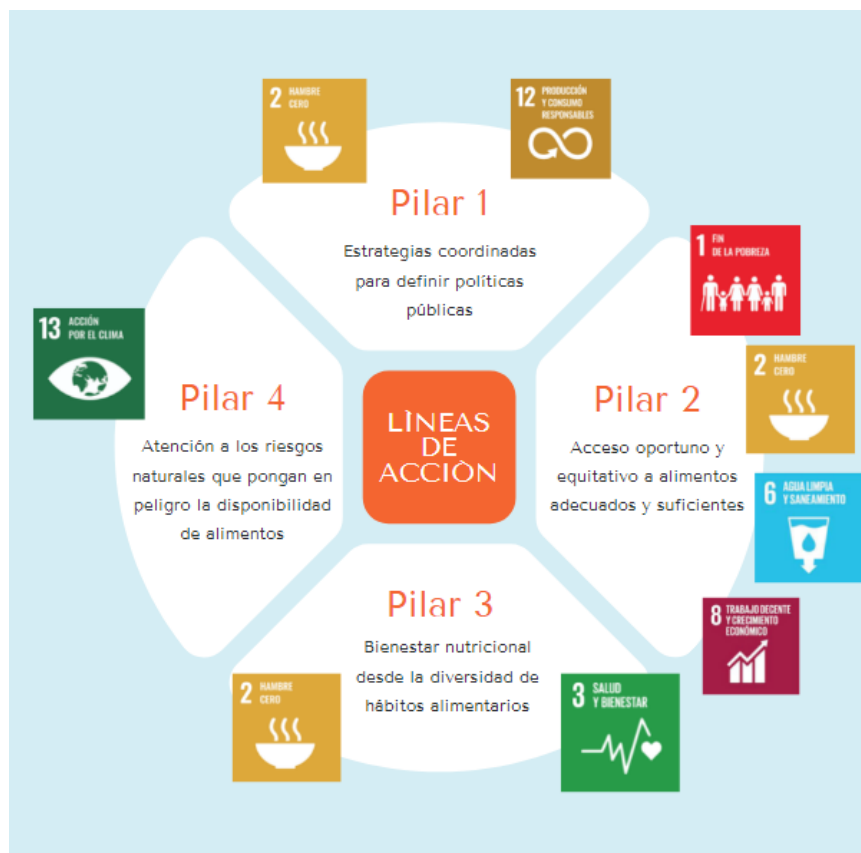 2 HAMBRE
CERO
12 PRODUCCIÓN
Y CONSUMO
RESPONSABLES
Pilar 1
Estrategias coordinadas
para definir políticas
públicas
1 FIN
DE LA POBREZA
2 HAMBRE
CERO
6 AGUA LIMPIA
Y SANEAMIENTO
8 TRABAJO DECENTE
Y CRECIMIENTO
ECONÓMICO
Pilar 2
Acceso oportuno y
equitativo a alimentos
adecuados y suficientes
LÌNEAS
DE
ACCIÒN
13 ACCIÓN
POR EL CLIMA
Pilar 4
Atención a los riesgos
naturales que pongan en
peligro la disponibilidad
de alimentos
Pilar 3
Bienestar nutricional
desde la diversidad de
hábitos alimentarios
2 HAMBRE
CERO
3 SALUD
Y BIENESTAR